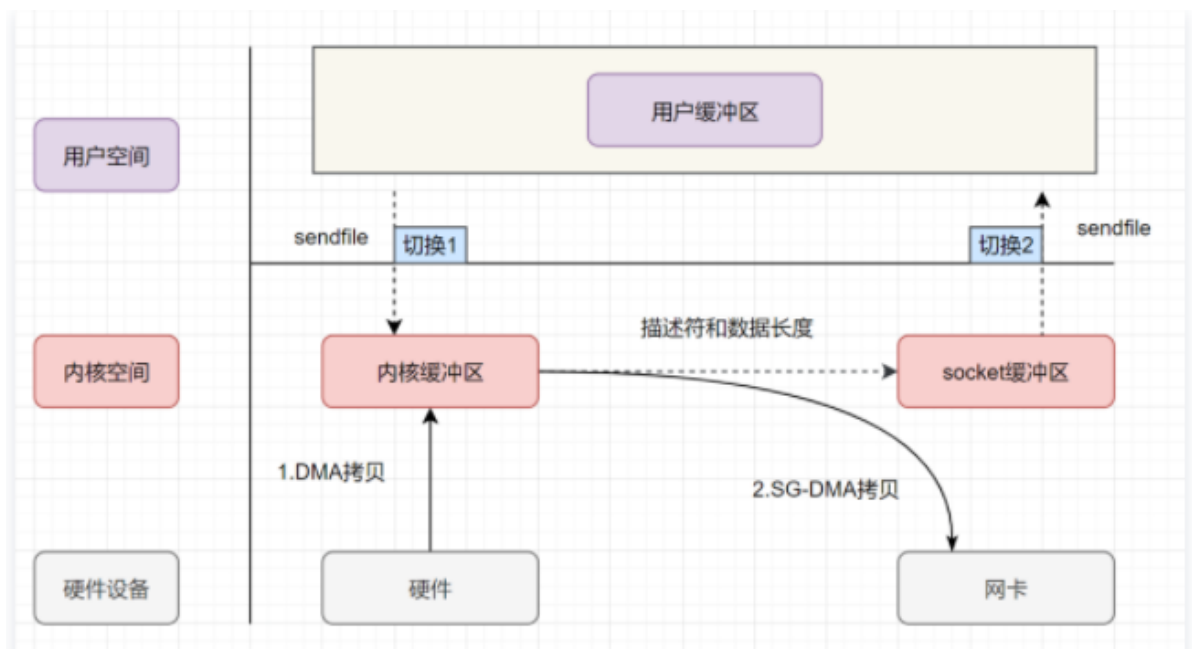 用户缓冲区
用户空间
sendfile
切换1
切换2
sendfile
描述符和数据长度
内核空间
内核缓冲区
socket缓冲区
1.DMA拷贝
2.SG-DMA拷贝
硬件设备
硬件
网卡